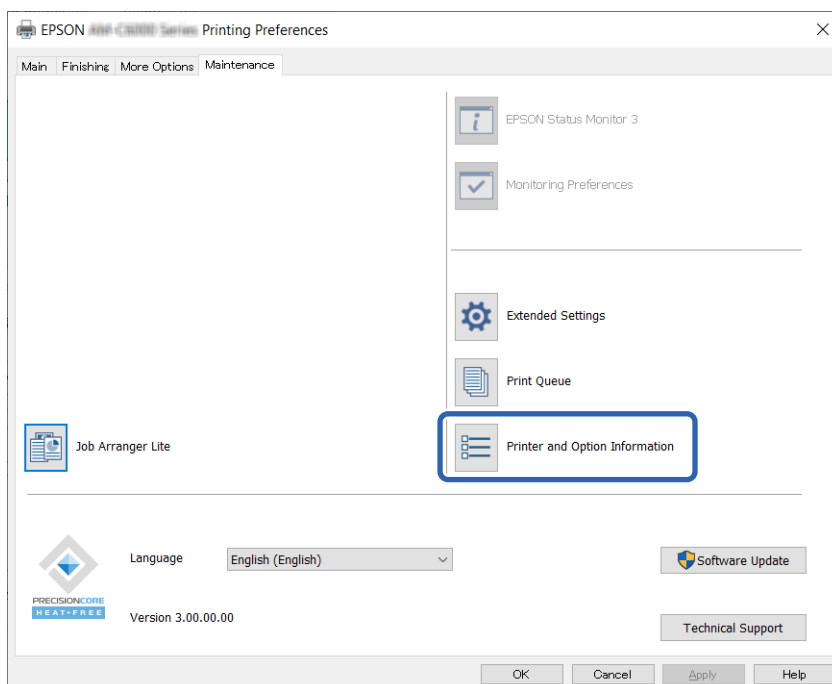 EPSON Printing Preferences
Main Finishing More Options Maintenance
EPSON Status Monitor 3
Monitoring Preferences
Extended Settings
Print Queue
Job Arranger Lite
Printer and Option Information
Language English (English)
Software Update
PRECISIONCORE
HEAT-FREE
Version 3.00.00.00
Technical Support
OK Cancel Apply Help